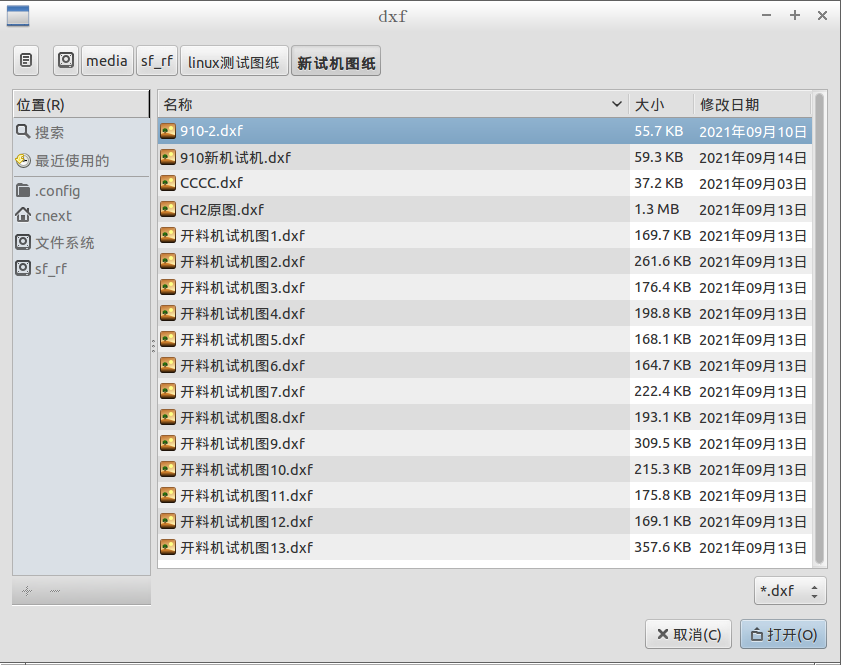 dxf
media sf_rf linux测试图纸 新试机图纸
位置(R)
搜索
最近使用的
.config
cnext
文件系统
sf_rf
名称 大小 修改日期
910-2.dxf 55.7 KB 2021年09月10日
910新机试机.dxf 59.3 KB 2021年09月14日
CCCC.dxf 37.2 KB 2021年09月03日
CH2原图.dxf 1.3 MB 2021年09月13日
开料机试机图1.dxf 169.7 KB 2021年09月13日
开料机试机图2.dxf 261.6 KB 2021年09月13日
开料机试机图3.dxf 176.4 KB 2021年09月13日
开料机试机图4.dxf 198.8 KB 2021年09月13日
开料机试机图5.dxf 168.1 KB 2021年09月13日
开料机试机图6.dxf 164.7 KB 2021年09月13日
开料机试机图7.dxf 222.4 KB 2021年09月13日
开料机试机图8.dxf 193.1 KB 2021年09月13日
开料机试机图9.dxf 309.5 KB 2021年09月13日
开料机试机图10.dxf 215.3 KB 2021年09月13日
开料机试机图11.dxf 175.8 KB 2021年09月13日
开料机试机图12.dxf 169.1 KB 2021年09月13日
开料机试机图13.dxf 357.6 KB 2021年09月13日
*.dxf
取消(C) 打开(O)